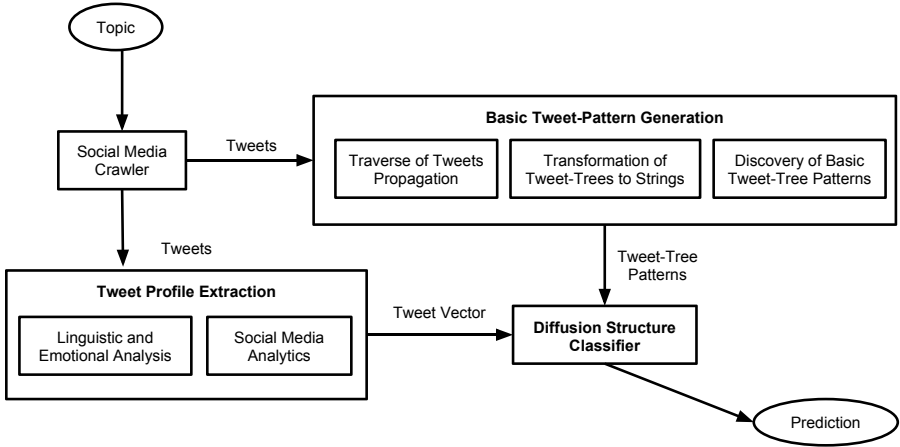 Topic
Social Media
Crawler
Tweets
Basic Tweet-Pattern Generation
Traverse of Tweets
Propagation
Transformation of
Tweet-Trees to Strings
Discovery of Basic
Tweet-Tree Patterns
Tweets
Tweet Profile Extraction
Linguistic and
Emotional Analysis
Social Media
Analytics
Tweet Vector
Tweet-Tree
Patterns
Diffusion Structure
Classifier
Prediction